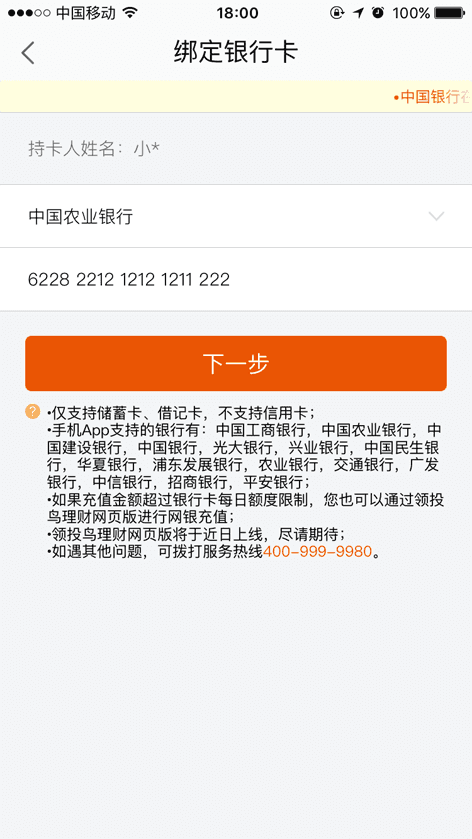 中国移动 18:00 100%
绑定银行卡
•中国银行在
持卡人姓名：小*
中国农业银行
6228 2212 1212 1211 222
下一步
? •仅支持储蓄卡、借记卡，不支持信用卡；
•手机App支持的银行有：中国工商银行，中国农业银行，中
国建设银行，中国银行，光大银行，兴业银行，中国民生银
行，华夏银行，浦东发展银行，农业银行，交通银行，广发
银行，中信银行，招商银行，平安银行；
•如果充值金额超过银行卡每日额度限制，您也可以通过领投
鸟理财网页版进行网银充值；
•领投鸟理财网页版将于近日上线，尽请期待；
•如遇其他问题，可拨打服务热线400-999-9980。